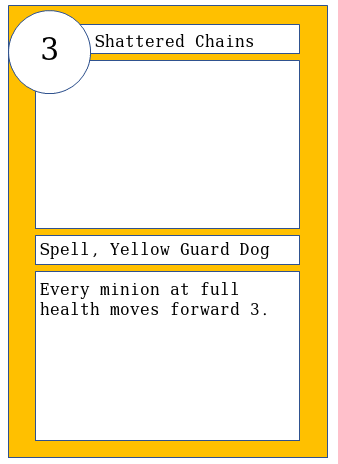 3
Shattered Chains
Spell, Yellow Guard Dog
Every minion at full
health moves forward 3.